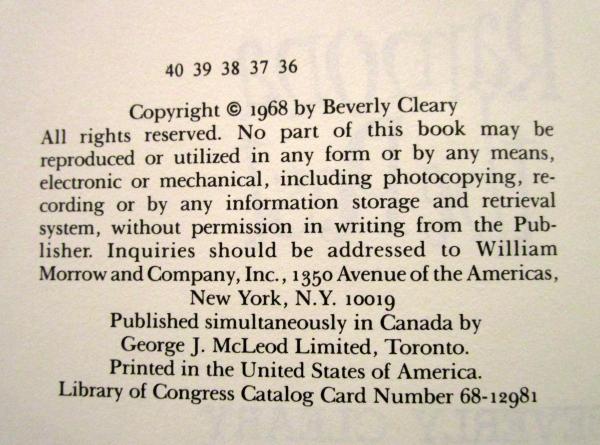 40 39 38 37 36
Copyright © 1968 by Beverly Cleary
All rights reserved. No part of this book may be
reproduced or utilized in any form or by any means,
electronic or mechanical, including photocopying, re-
cording or by any information storage and retrieval
system, without permission in writing from the Pub-
lisher. Inquiries should be addressed to William
Morrow and Company, Inc., 1350 Avenue of the Americas,
New York, N.Y. 10019
Published simultaneously in Canada by
George J. McLeod Limited, Toronto.
Printed in the United States of America.
Library of Congress Catalog Card Number 68-12981